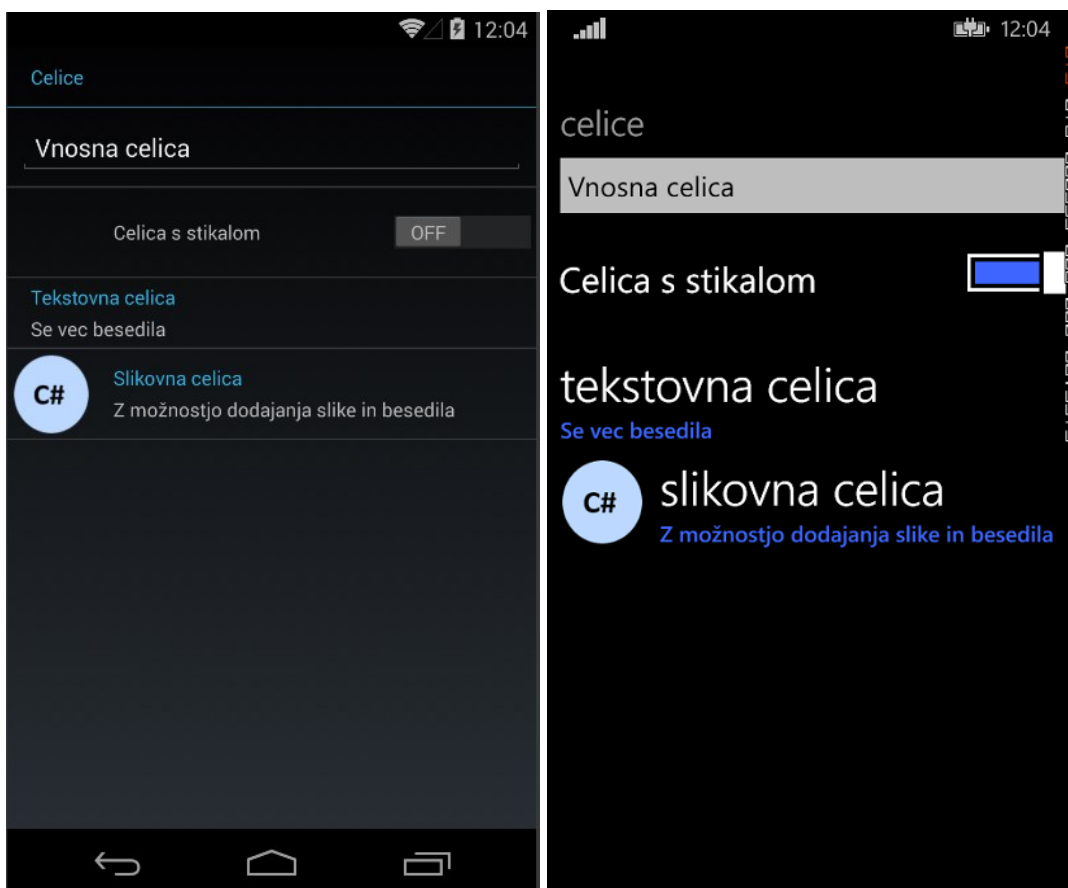 12:04
Celice
Vnosna celica
Celica s stikalom
OFF
Tekstovna celica
Se vec besedila
C#
Slikovna celica
Z možnostjo dodajanja slike in besedila
12:04
celice
Vnosna celica
Celica s stikalom
tekstovna celica
Se vec besedila
C#
slikovna celica
Z možnostjo dodajanja slike in besedila